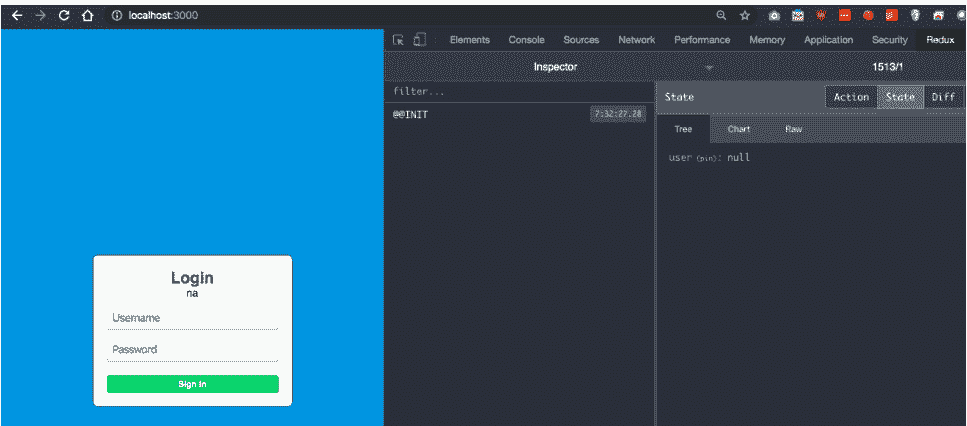 localhost:3000
Elements Console Sources Network Performance Memory Application Security Redux
Inspector 1513/1
filter...
@@INIT 7:32:27.28
State Action State Diff
Tree Chart Raw
user (pin): null
Login
na
Username
Password
Sign In